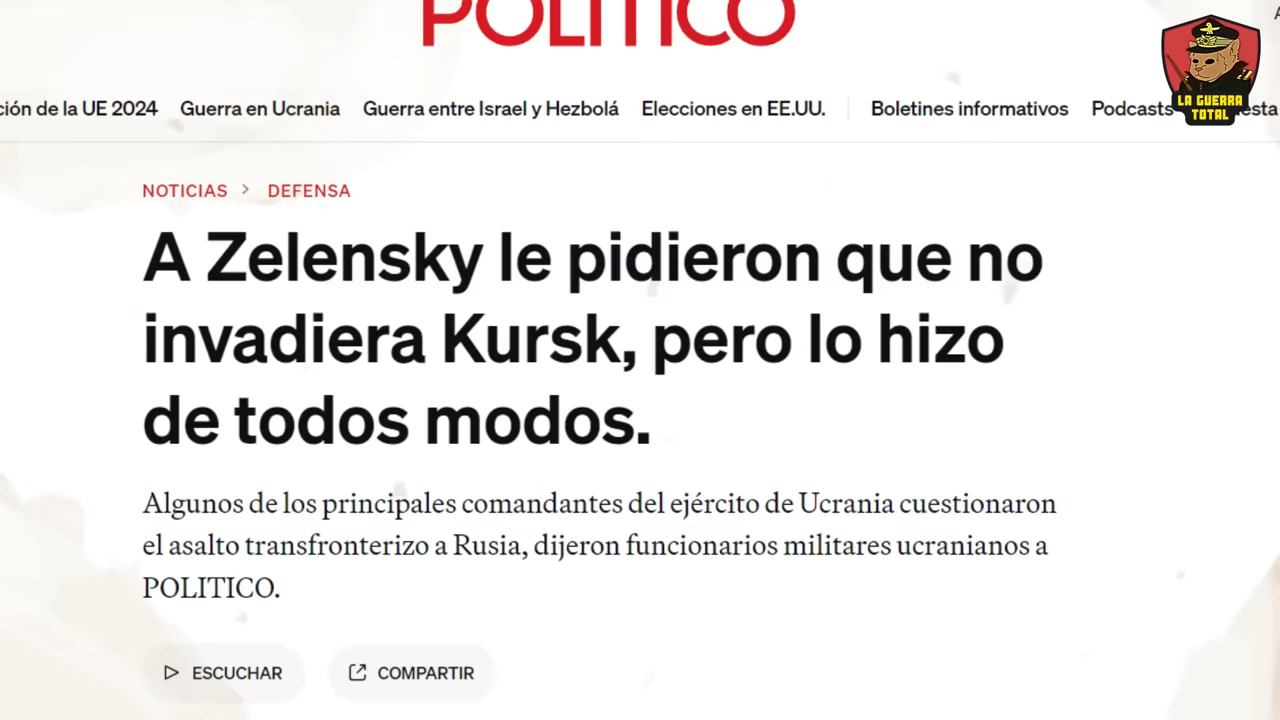 POLITICO
ción de la UE 2024 Guerra en Ucrania Guerra entre Israel y Hezbolá Elecciones en EE.UU. Boletines informativos Podcasts
LA GUERRA
TOTAL
NOTICIAS > DEFENSA
A Zelensky le pidieron que no
invadiera Kursk, pero lo hizo
de todos modos.
Algunos de los principales comandantes del ejército de Ucrania cuestionaron
el asalto transfronterizo a Rusia, dijeron funcionarios militares ucranianos a
POLITICO.
ESCUCHAR COMPARTIR